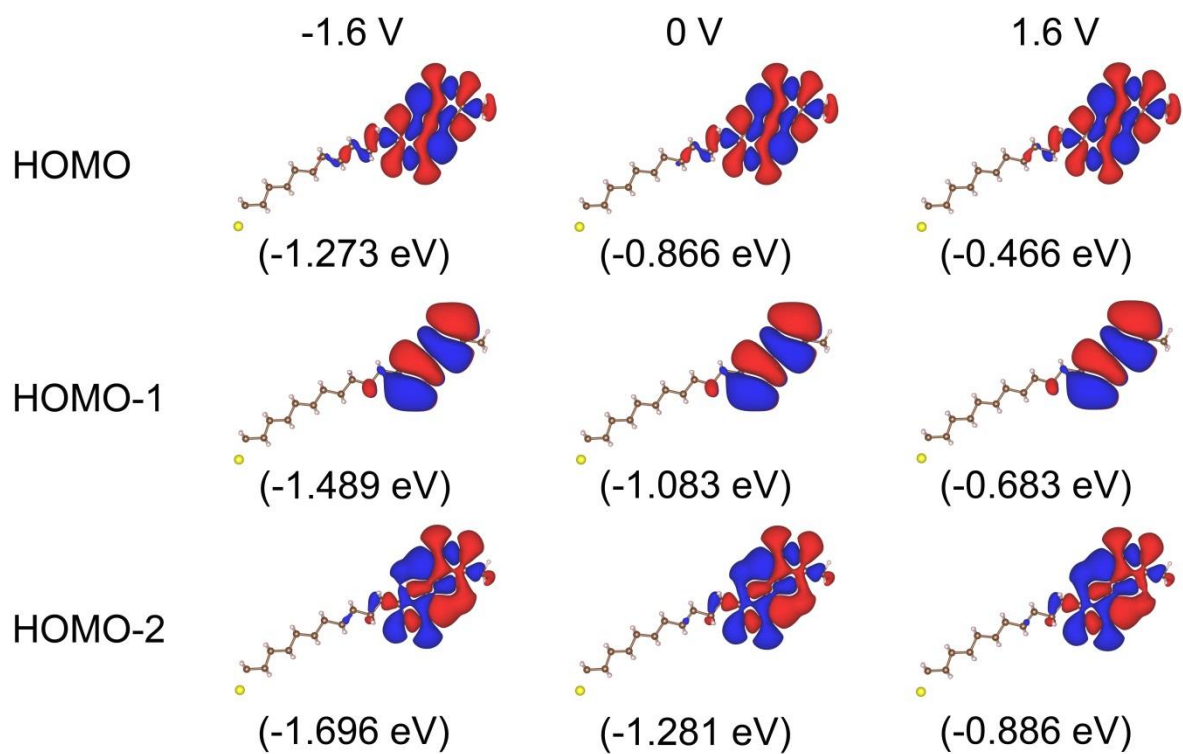 -1.6 V 0 V 1.6 V
HOMO
(-1.273 eV) (-0.866 eV) (-0.466 eV)
HOMO-1
(-1.489 eV) (-1.083 eV) (-0.683 eV)
HOMO-2
(-1.696 eV) (-1.281 eV) (-0.886 eV)